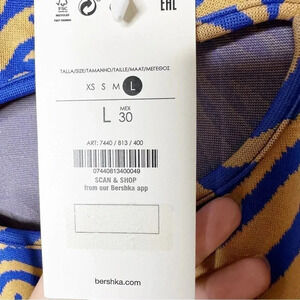 FSC
EAC
TALLA/SIZE/TAMANHO/TAILLE/MAAT/ΜΕΓΕΘΟΣ
XS S M L
MEX
L 30
ART: 7440 / 813 / 400
07440813400049
SCAN & SHOP
from our Bershka app
bershka.com